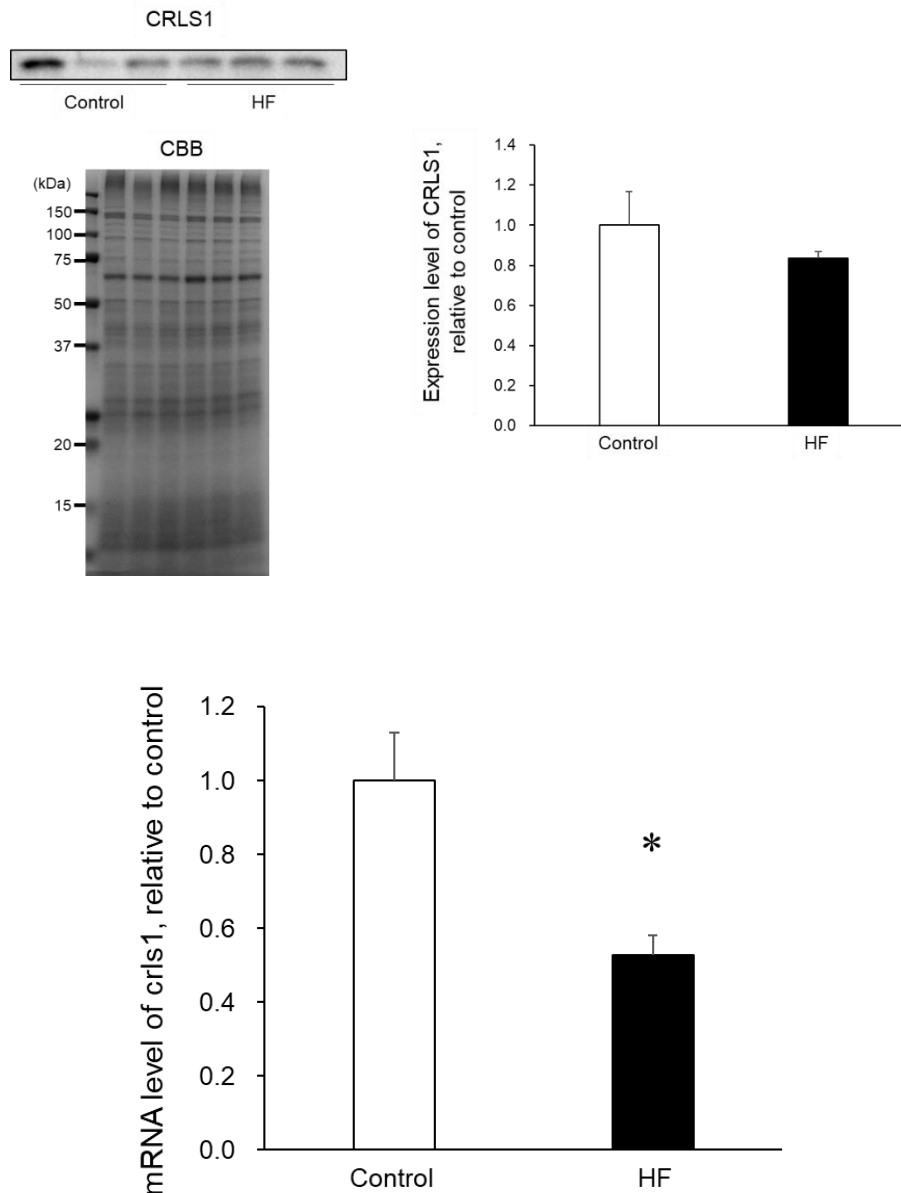 CRLS1
Control HF
CBB
(kDa)
150
100
75
50
37
20
15
Expression level of CRLS1,
relative to control
1.4
1.2
1.0
0.8
0.6
0.4
0.2
0.0
Control HF
mRNA level of crls1, relative to control
1.2
1.0
0.8
0.6
0.4
0.2
0.0
*
Control HF